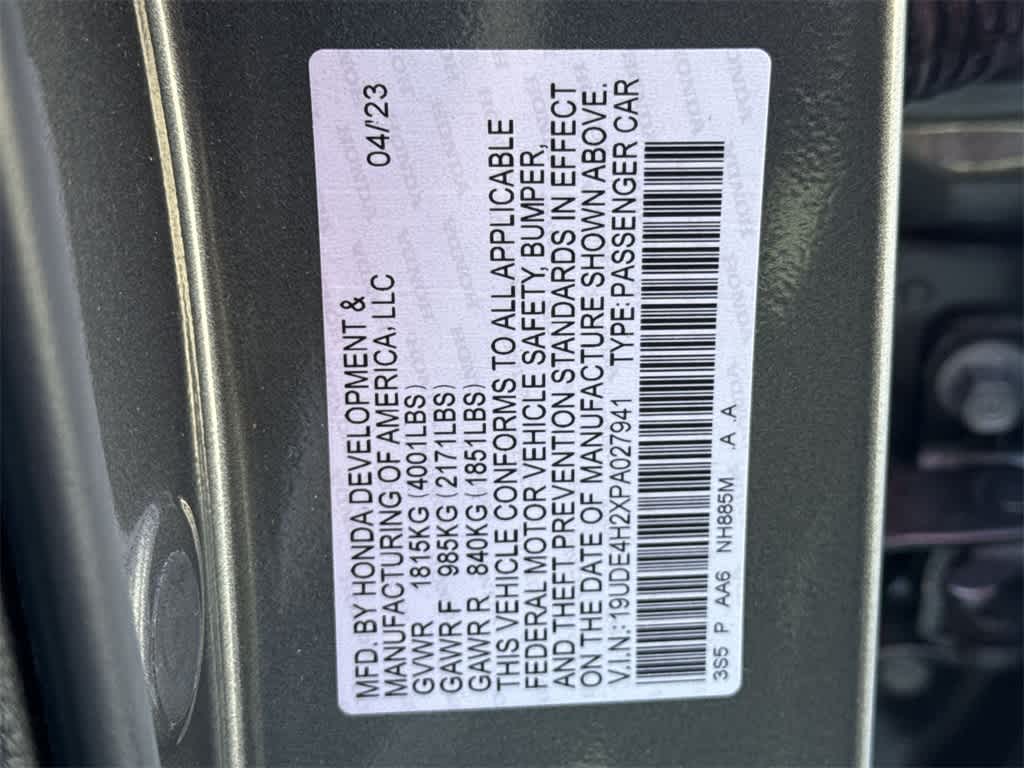 MFD. BY HONDA DEVELOPMENT &
MANUFACTURING OF AMERICA, LLC 04/'23
GVWR 1815KG (4001LBS)
GAWR F 985KG (2171LBS)
GAWR R 840KG (1851LBS)
THIS VEHICLE CONFORMS TO ALL APPLICABLE
FEDERAL MOTOR VEHICLE SAFETY, BUMPER,
AND THEFT PREVENTION STANDARDS IN EFFECT
ON THE DATE OF MANUFACTURE SHOWN ABOVE.
V.I.N.: 19UDE4H2XPA027941 TYPE: PASSENGER CAR
3S5 P AA6 NH885M .A .A